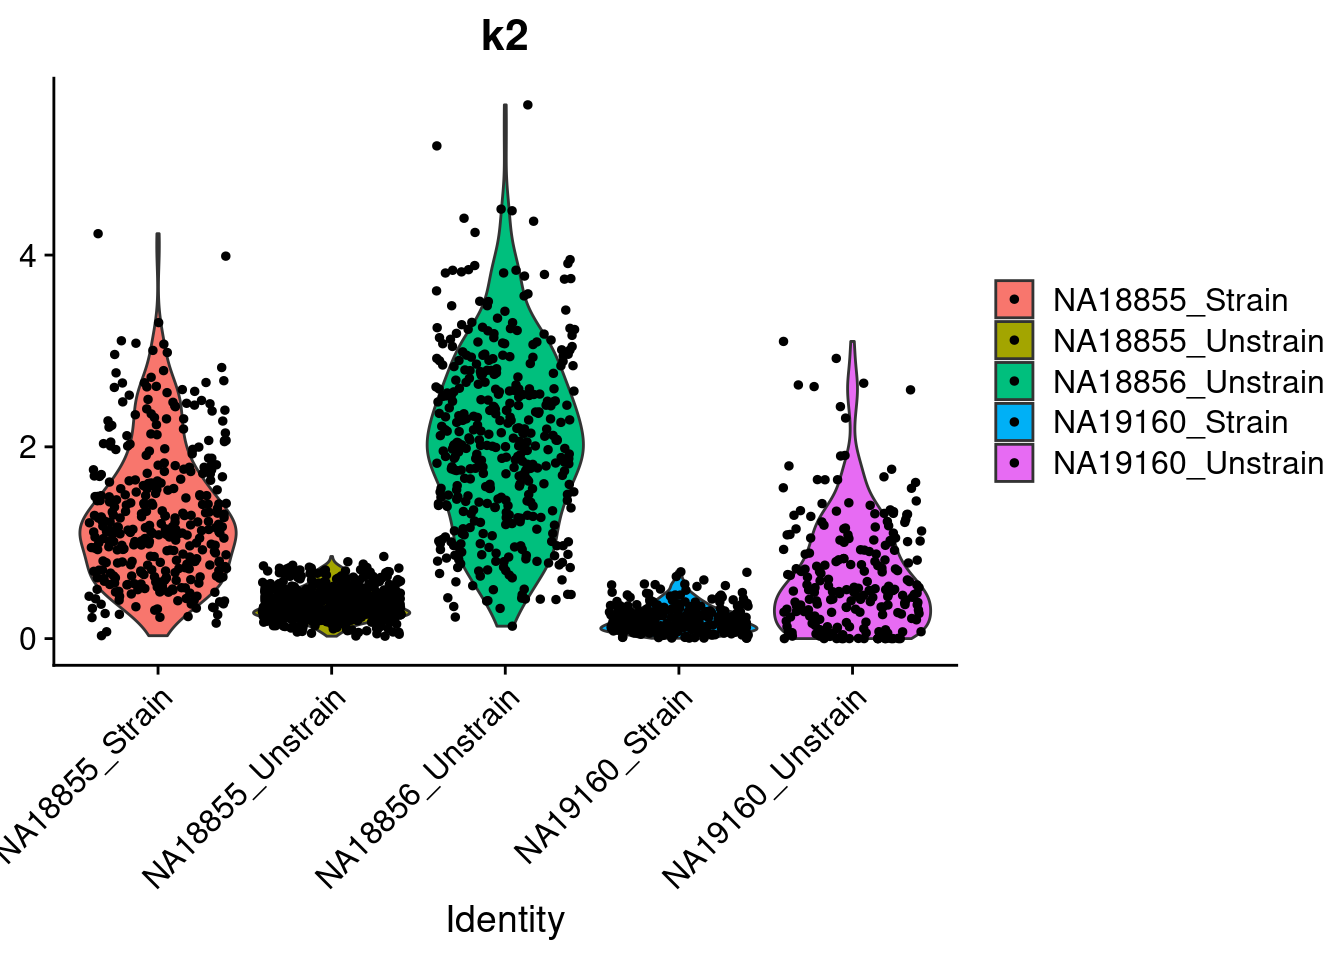 k2
4
2
0
NA18855_Strain
NA18855_Unstrain
NA18856_Unstrain
NA19160_Strain
NA19160_Unstrain
Identity
NA18855_Strain
NA18855_Unstrain
NA18856_Unstrain
NA19160_Strain
NA19160_Unstrain